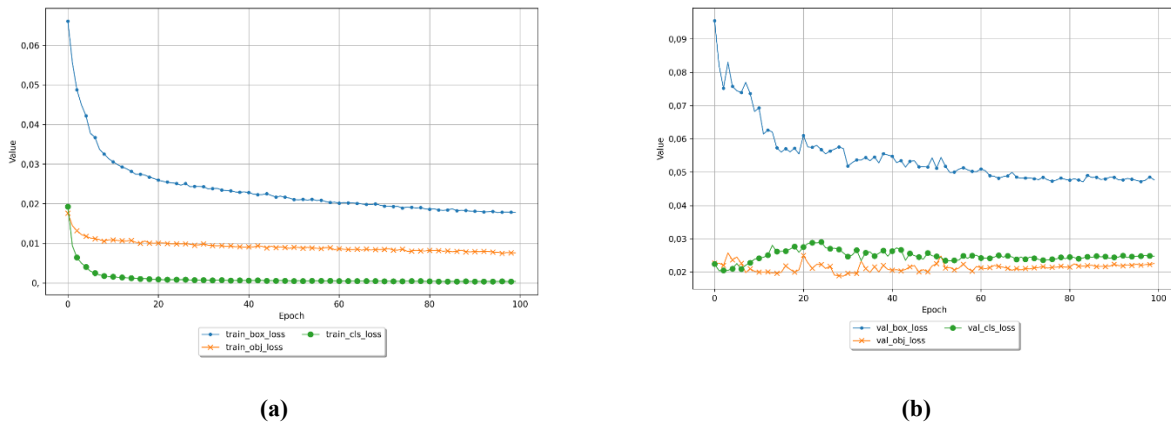 0,06
0,05
0,04
0,03
0,02
0,01
0,
Value
0 20 40 60 80 100
Epoch
train_box_loss train_cls_loss
train_obj_loss
(a)
0,09
0,08
0,07
0,06
0,05
0,04
0,03
0,02
Value
0 20 40 60 80 100
Epoch
val_box_loss val_cls_loss
val_obj_loss
(b)